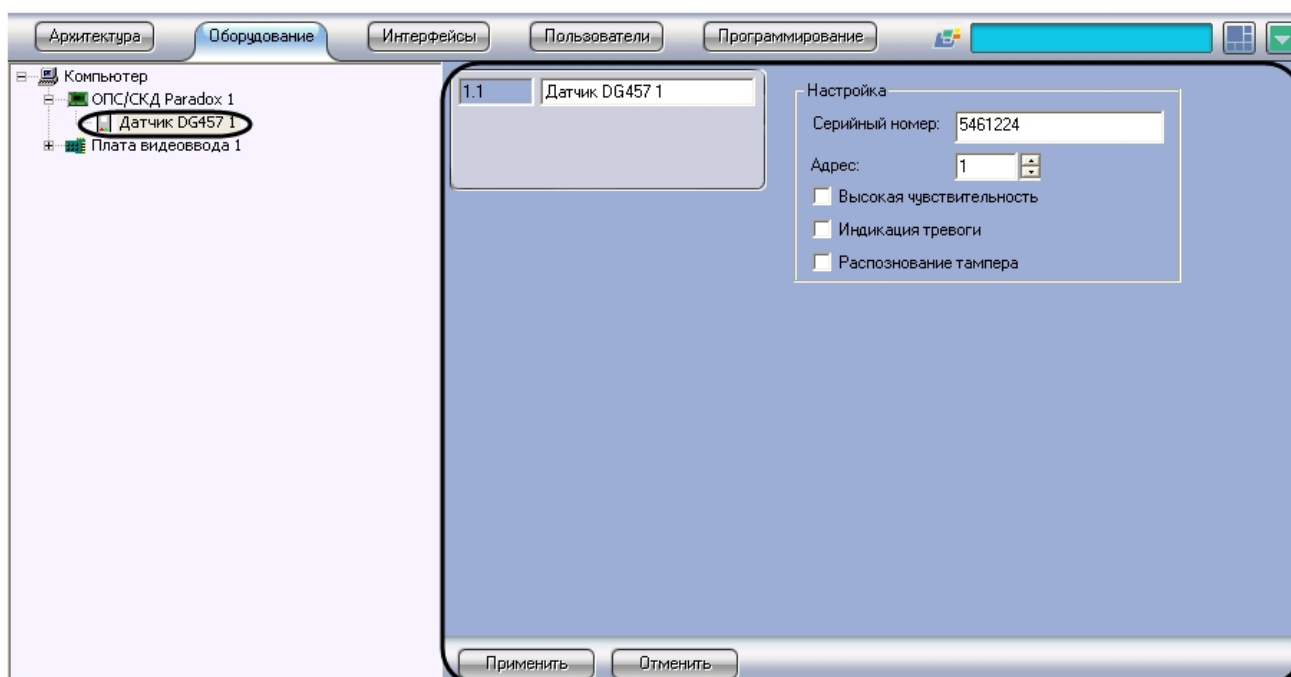 Архитектура Оборудование Интерфейсы Пользователи Программирование
Компьютер
ОПС/СКД Paradox 1
Датчик DG457 1
Плата видеоввода 1
1.1 Датчик DG457 1
Настройка
Серийный номер: 5461224
Адрес: 1
Высокая чувствительность
Индикация тревоги
Распознование тампера
Применить Отменить